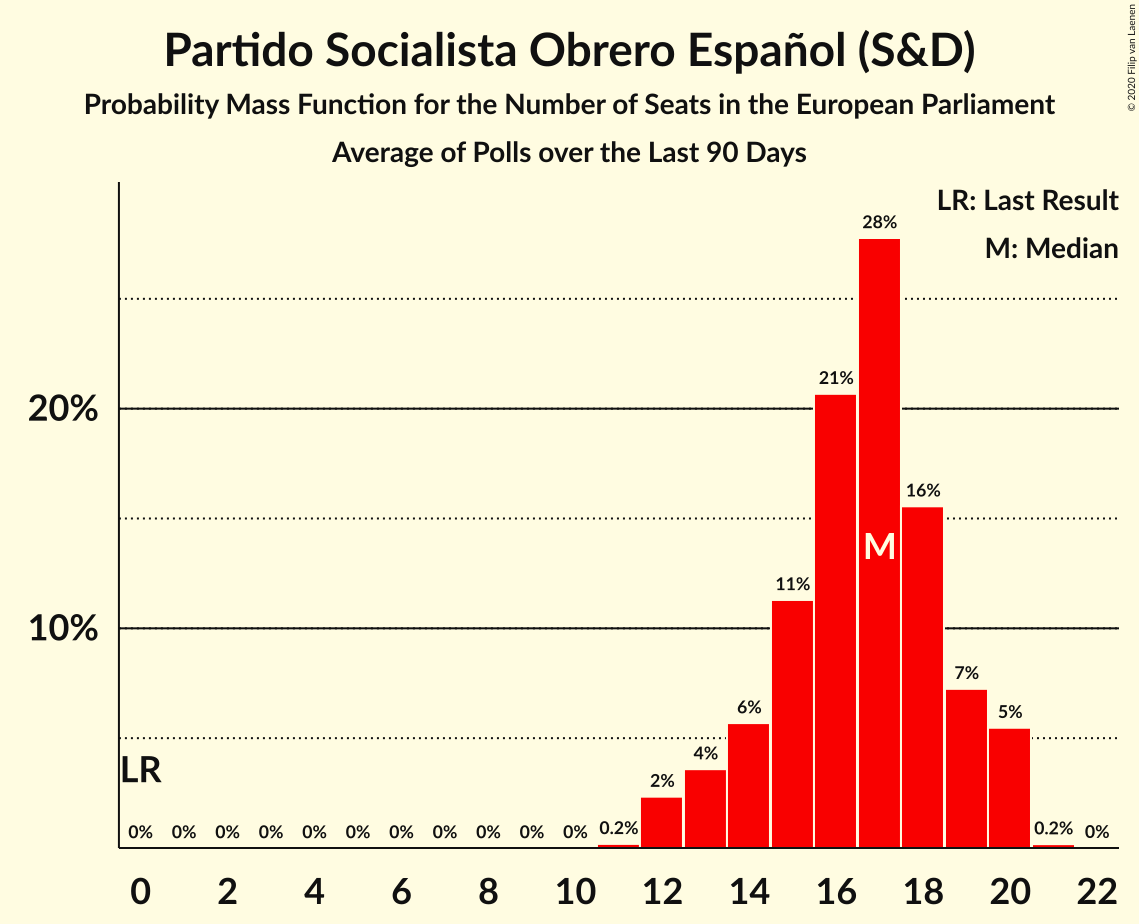 Partido Socialista Obrero Español (S&D)
Probability Mass Function for the Number of Seats in the European Parliament
Average of Polls over the Last 90 Days
© 2020 Filip van Laenen
LR: Last Result
M: Median
28%
21%
20%
16%
M
11%
10%
7%
6%
5%
4%
LR
2%
0% 0% 0% 0% 0% 0% 0% 0% 0% 0% 0% 0.2% 0.2% 0%
0 2 4 6 8 10 12 14 16 18 20 22